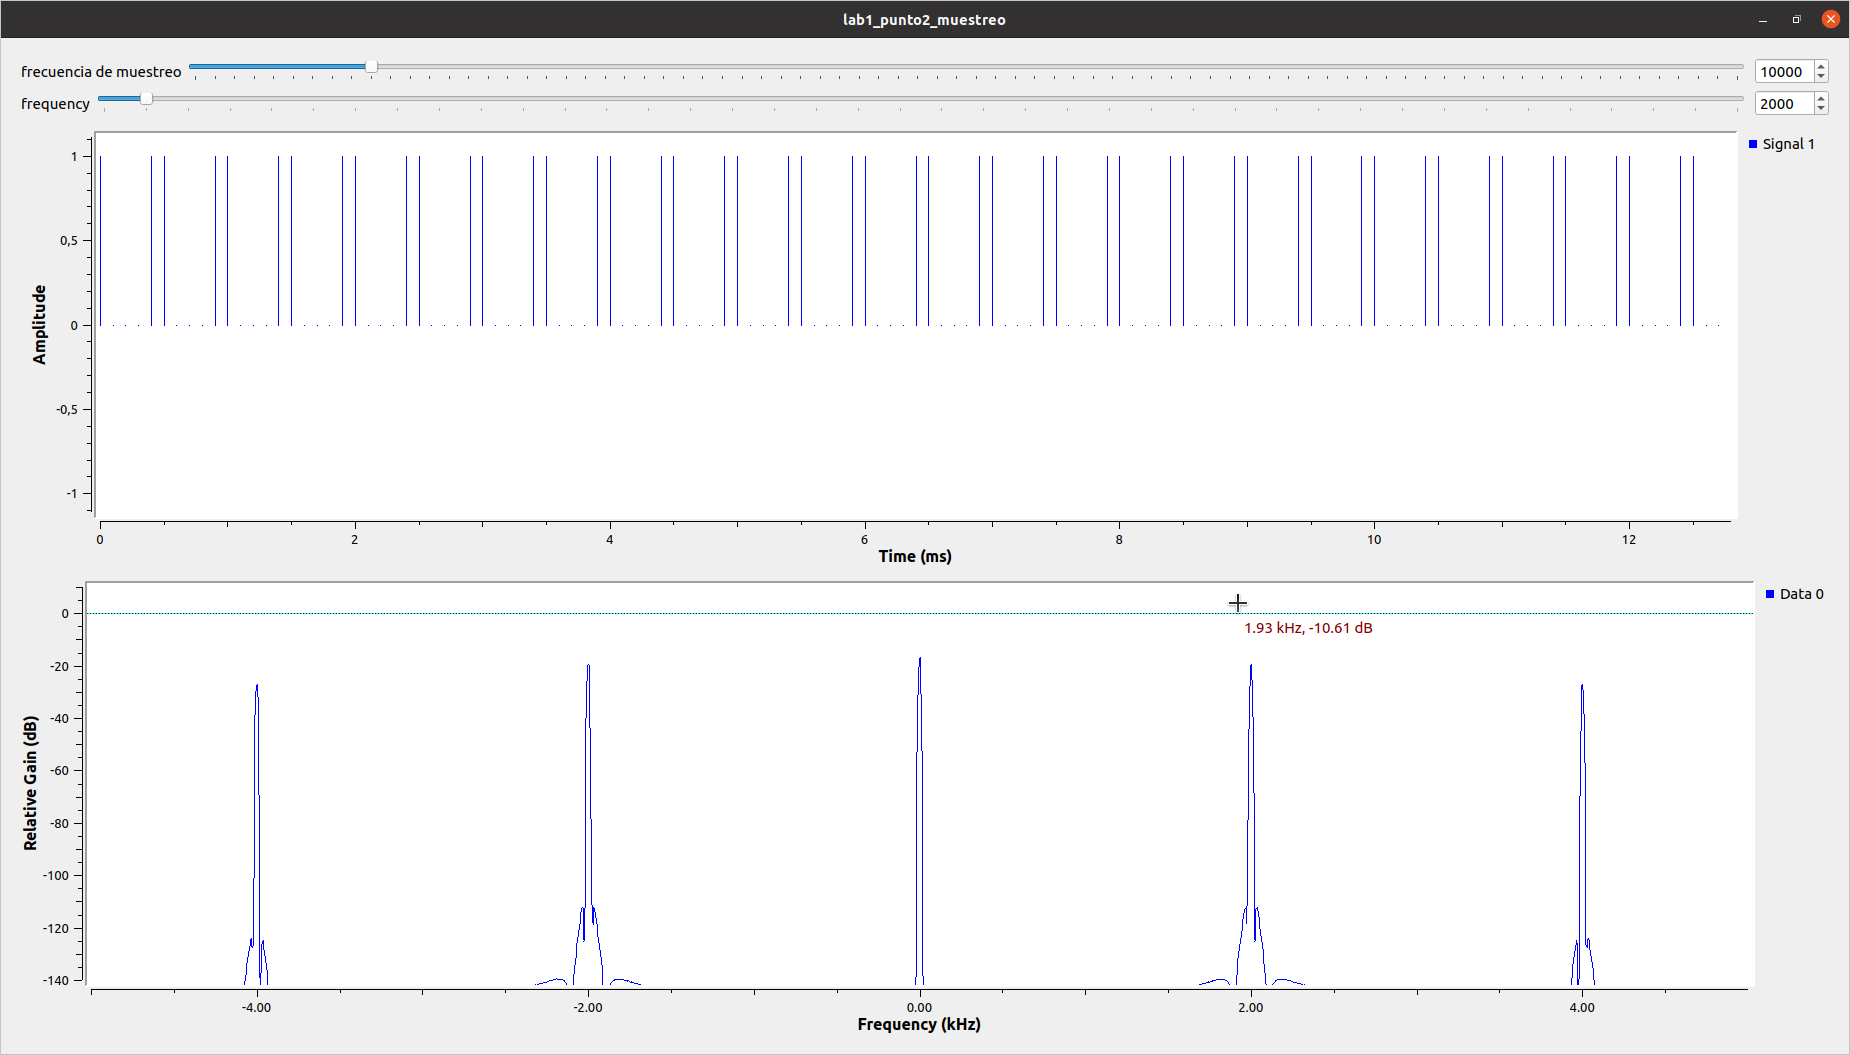 lab1_punto2_muestreo
frecuencia de muestreo
10000
frequency
2000
Signal 1
Amplitude
1
0,5
0
-0,5
-1
0 2 4 6 8 10 12
Time (ms)
Data 0
1.93 kHz, -10.61 dB
Relative Gain (dB)
0
-20
-40
-60
-80
-100
-120
-140
-4.00 -2.00 0.00 2.00 4.00
Frequency (kHz)